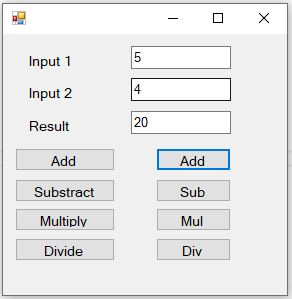 Input 1 5
Input 2 4
Result 20
Add Add
Substract Sub
Multiply Mul
Divide Div